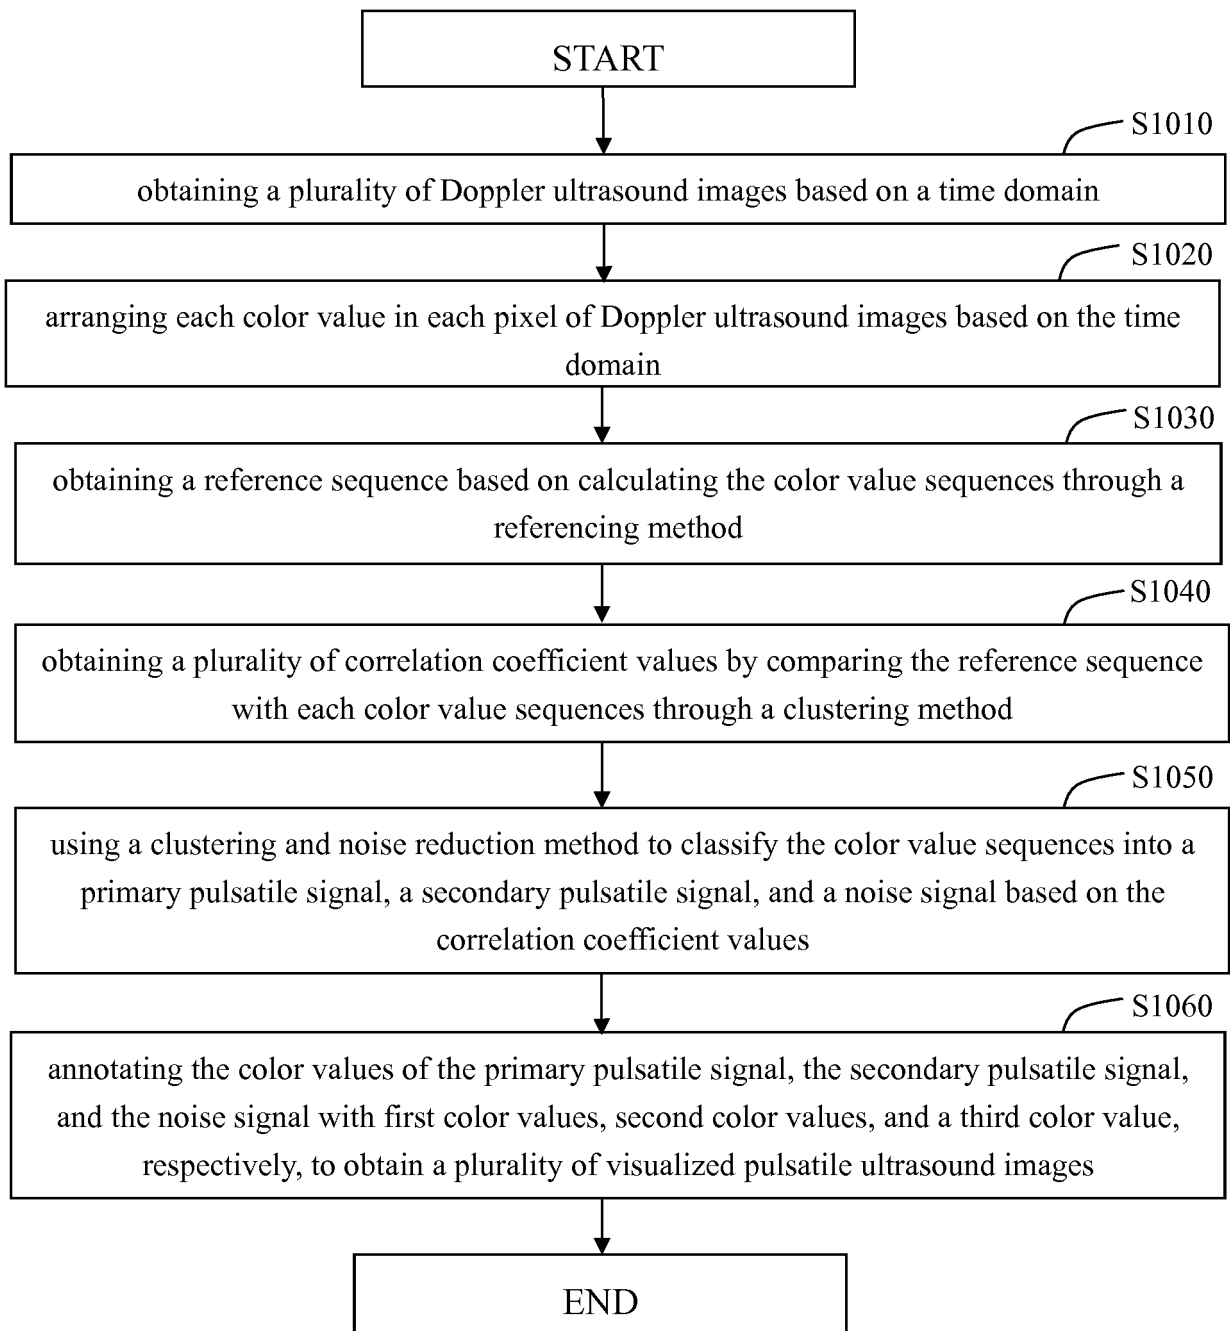 START
S1010
obtaining a plurality of Doppler ultrasound images based on a time domain
S1020
arranging each color value in each pixel of Doppler ultrasound images based on the time
domain
S1030
obtaining a reference sequence based on calculating the color value sequences through a
referencing method
S1040
obtaining a plurality of correlation coefficient values by comparing the reference sequence
with each color value sequences through a clustering method
S1050
using a clustering and noise reduction method to classify the color value sequences into a
primary pulsatile signal, a secondary pulsatile signal, and a noise signal based on the
correlation coefficient values
S1060
annotating the color values of the primary pulsatile signal, the secondary pulsatile signal,
and the noise signal with first color values, second color values, and a third color value,
respectively, to obtain a plurality of visualized pulsatile ultrasound images
END